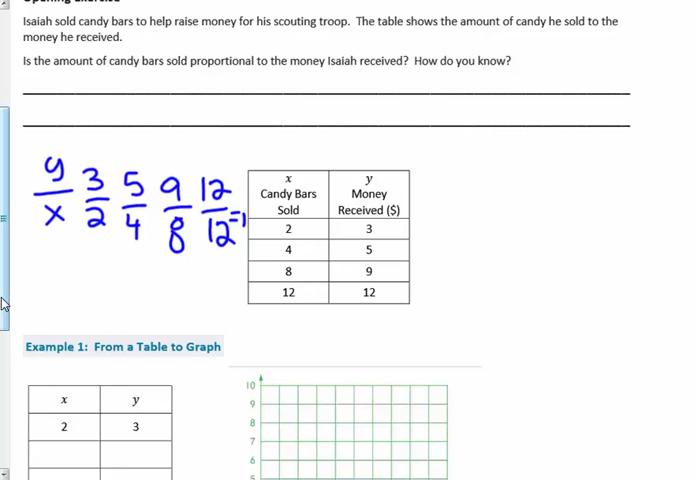 Opening Exercise
Isaiah sold candy bars to help raise money for his scouting troop. The table shows the amount of candy he sold to the
money he received.
Is the amount of candy bars sold proportional to the money Isaiah received? How do you know?
y/x 3/2 5/4 9/8 12/12=1
x y
Candy Bars Money
Sold Received ($)
2 3
4 5
8 9
12 12
Example 1: From a Table to Graph
x y
2 3
10
9
8
7
6
5